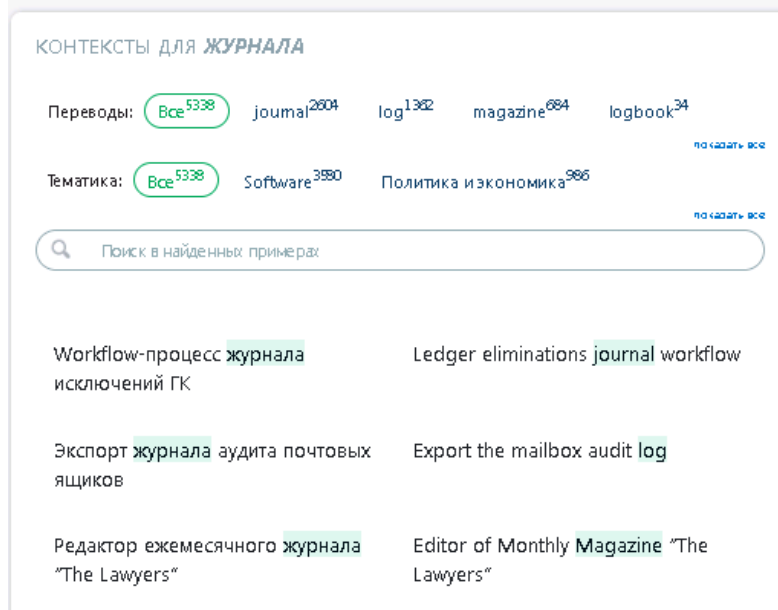 КОНТЕКСТЫ ДЛЯ ЖУРНАЛА
Переводы: Все5338 journal2604 log1362 magazine684 logbook34
показать все
Тематика: Все5338 Software3580 Политика и экономика986
показать все
Поиск в найденных примерах
Workflow-процесс журнала Ledger eliminations journal workflow
исключений ГК
Экспорт журнала аудита почтовых Export the mailbox audit log
ящиков
Редактор ежемесячного журнала Editor of Monthly Magazine "The
"The Lawyers" Lawyers"